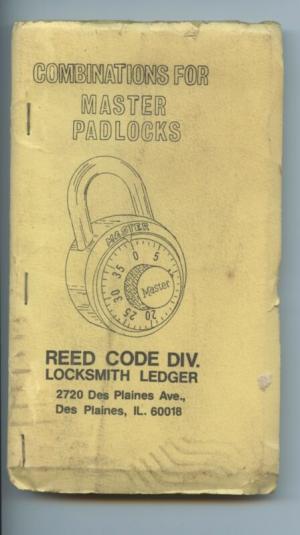 COMBINATIONS FOR
MASTER
PADLOCKS
MASTER
0 5
35
30
25
20
Master
REED CODE DIV.
LOCKSMITH LEDGER
2720 Des Plaines Ave.,
Des Plaines, IL. 60018